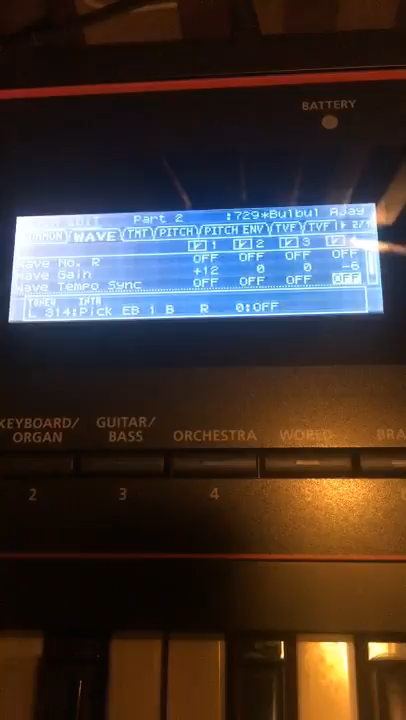 BATTERY
EDIT Part 2 :729*Bulbul AJay
WAVE TMT PITCH PITCH ENV TVF TVF 2/
1 2 3
Wave No. R OFF OFF OFF OFF
Wave Gain +12 0 0 -6
Wave Tempo Sync OFF OFF OFF OFF
L 314:Pick EB 1 B R 0:OFF
KEYBOARD/ GUITAR/
ORGAN BASS ORCHESTRA WORLD BRA
2 3 4